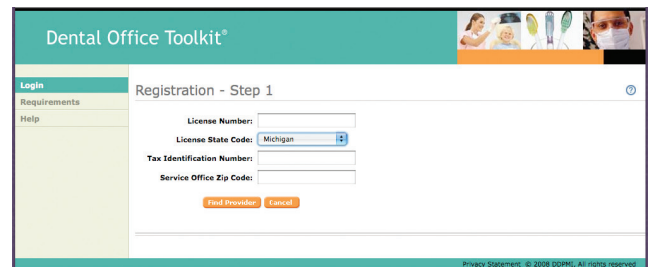 Dental Office Toolkit®
Login
Requirements
Help
Registration - Step 1
?
License Number:
License State Code: Michigan
Tax Identification Number:
Service Office Zip Code:
Find Provider Cancel
Privacy Statement © 2008 DDPMI. All rights reserved